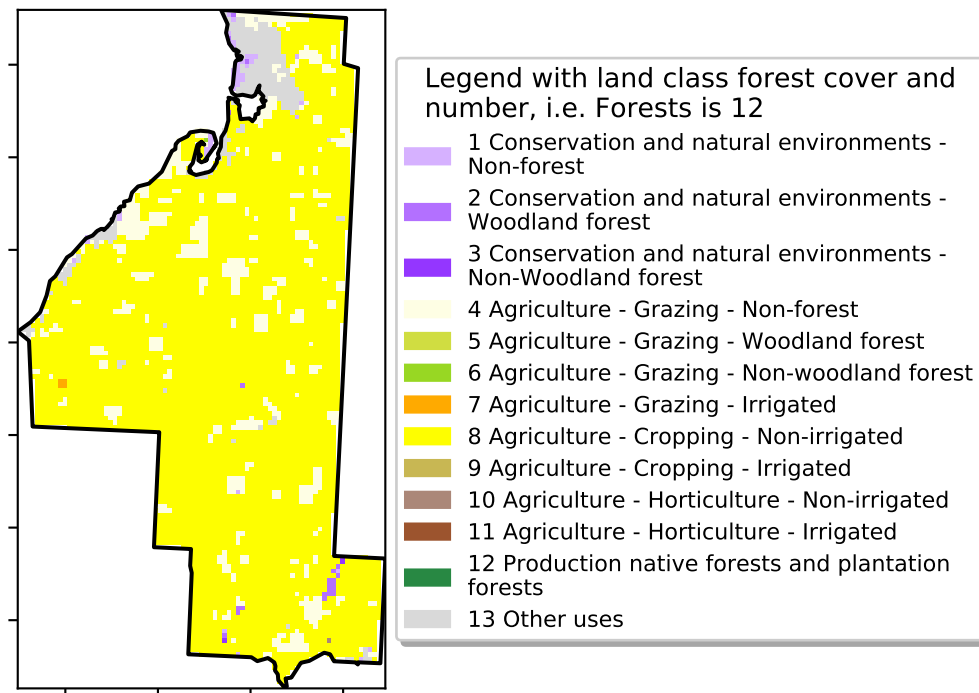 Legend with land class forest cover and
number, i.e. Forests is 12
1 Conservation and natural environments -
Non-forest
2 Conservation and natural environments -
Woodland forest
3 Conservation and natural environments -
Non-Woodland forest
4 Agriculture - Grazing - Non-forest
5 Agriculture - Grazing - Woodland forest
6 Agriculture - Grazing - Non-woodland forest
7 Agriculture - Grazing - Irrigated
8 Agriculture - Cropping - Non-irrigated
9 Agriculture - Cropping - Irrigated
10 Agriculture - Horticulture - Non-irrigated
11 Agriculture - Horticulture - Irrigated
12 Production native forests and plantation
forests
13 Other uses